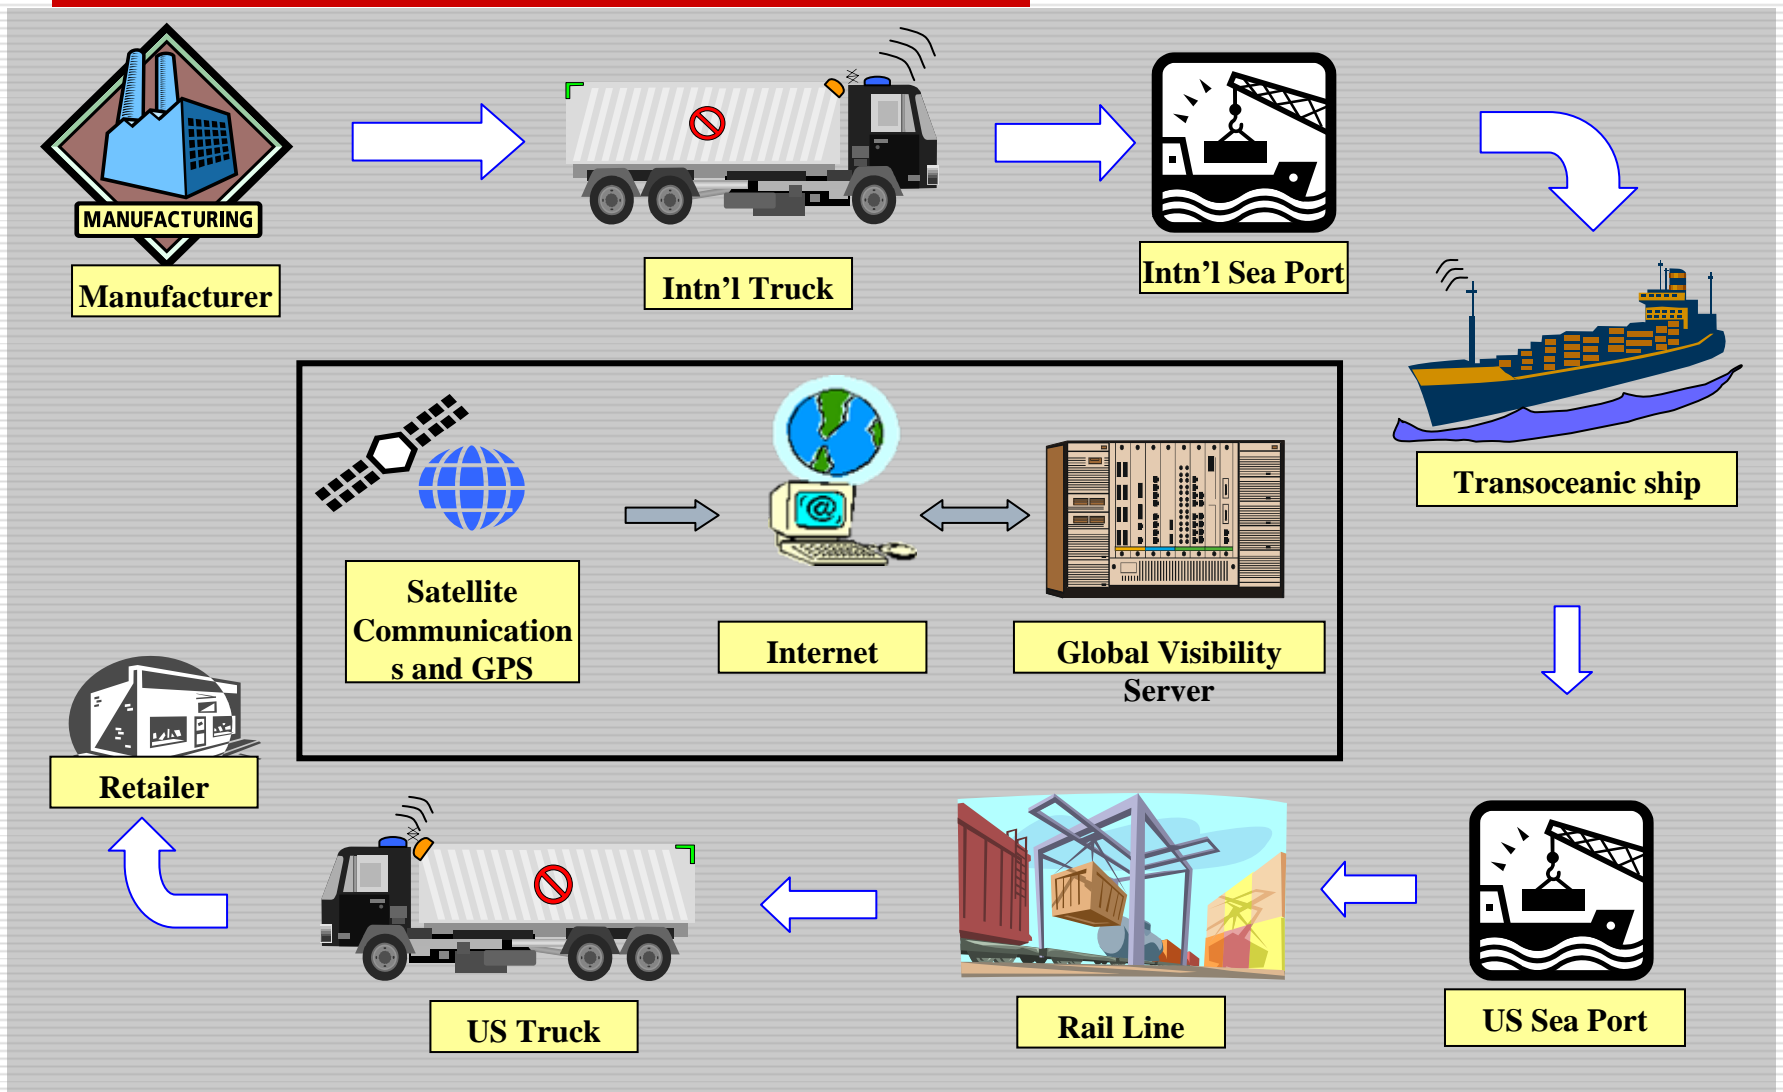 MANUFACTURING
Manufacturer
Intn’l Truck
Intn’l Sea Port
Transoceanic ship
@
Satellite
Communication
s and GPS
Internet
Global Visibility
Server
Retailer
US Truck
Rail Line
US Sea Port